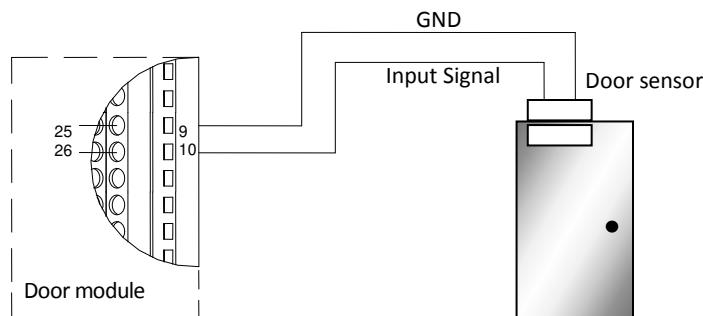 GND
Input Signal
Door sensor
25
9
26
10
Door module